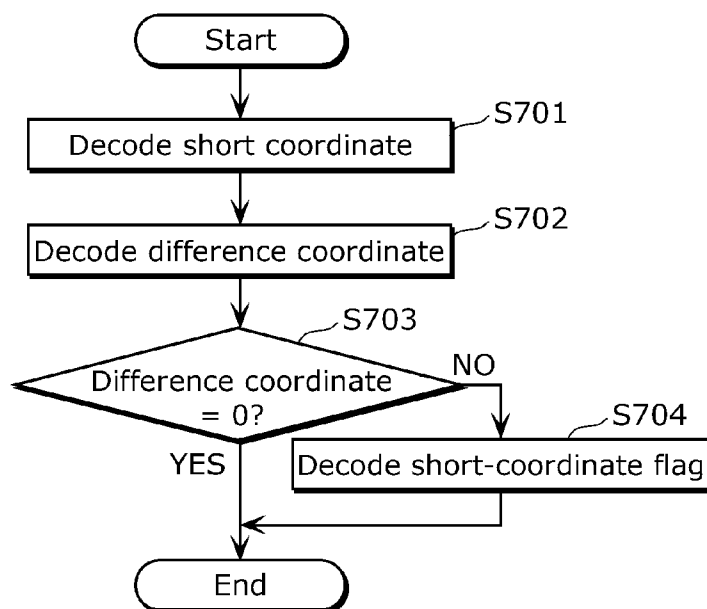 Start
S701
Decode short coordinate
S702
Decode difference coordinate
S703
Difference coordinate
= 0?
NO
YES
S704
Decode short-coordinate flag
End